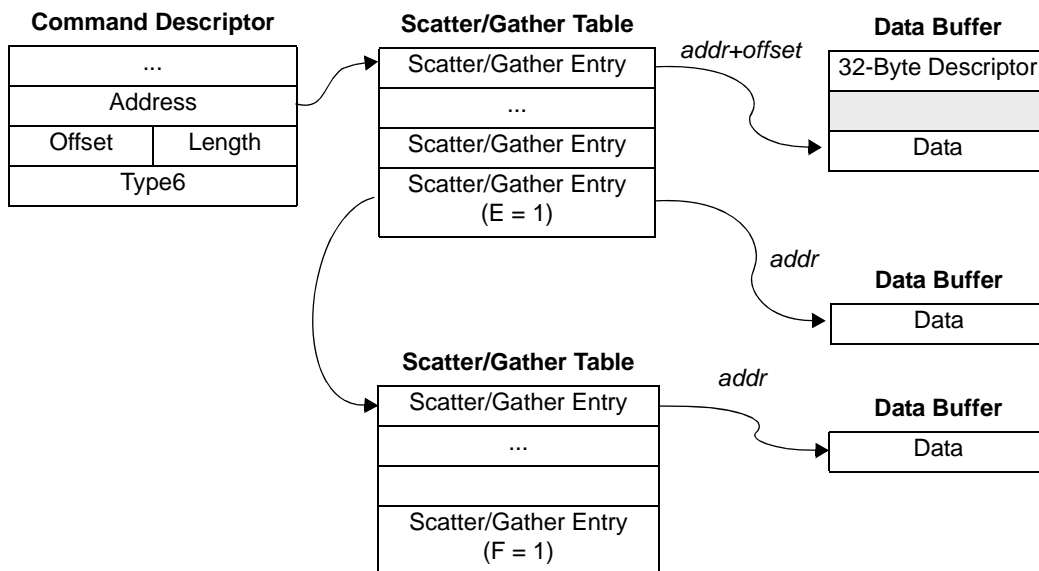 Command Descriptor
...
Address
Offset Length
Type6
Scatter/Gather Table
Scatter/Gather Entry
...
Scatter/Gather Entry
Scatter/Gather Entry
(E = 1)
addr+offset
Data Buffer
32-Byte Descriptor
Data
addr
Data Buffer
Data
Scatter/Gather Table
Scatter/Gather Entry
...
Scatter/Gather Entry
(F = 1)
addr
Data Buffer
Data